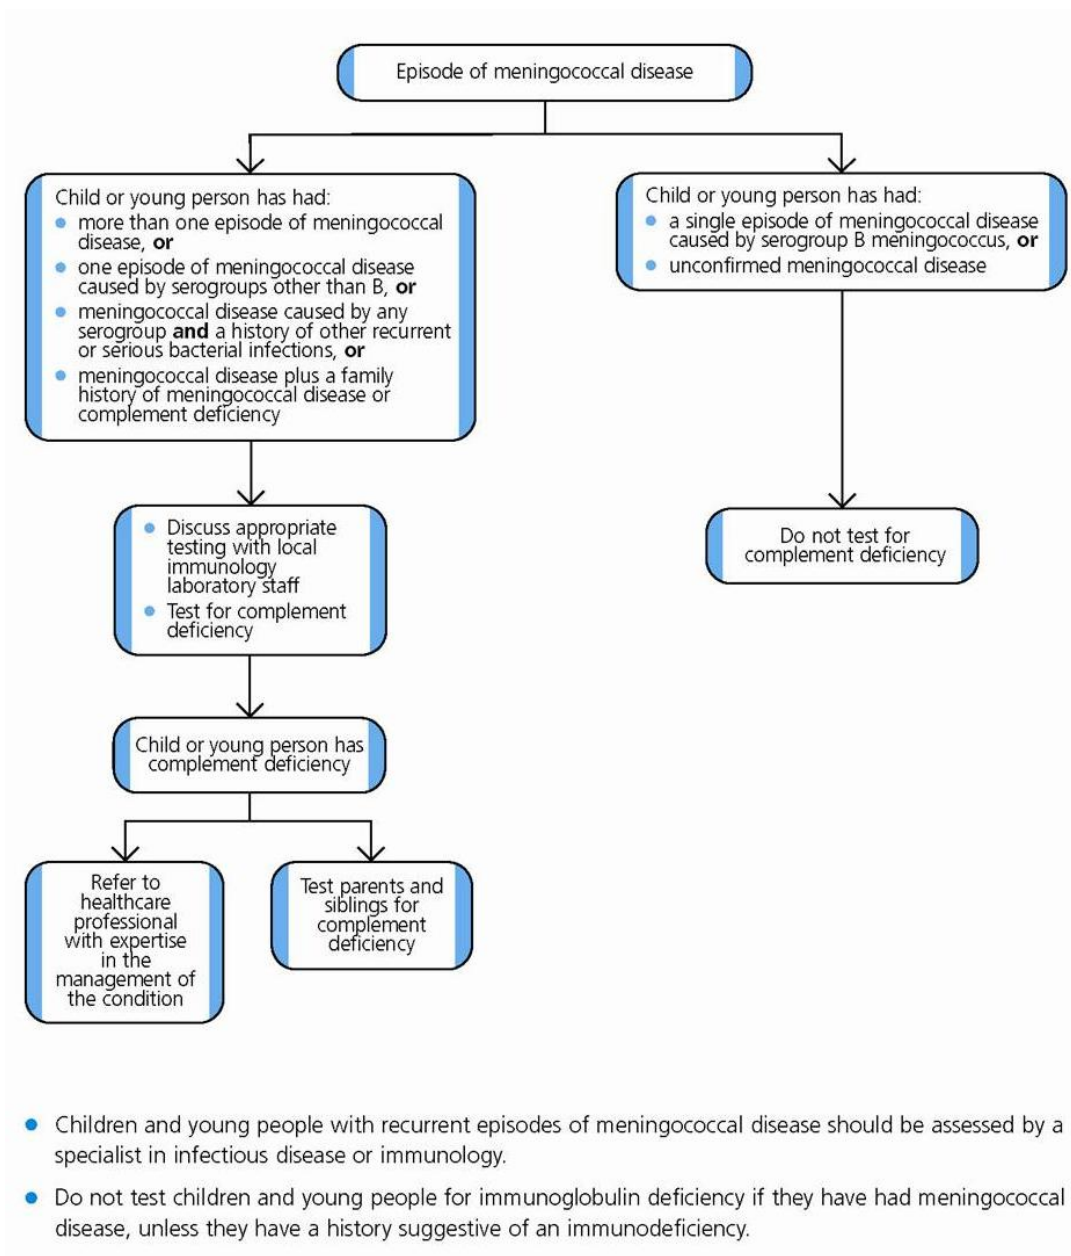 Episode of meningococcal disease
Child or young person has had:
• more than one episode of meningococcal
disease, or
• one episode of meningococcal disease
caused by serogroups other than B, or
• meningococcal disease caused by any
serogroup and a history of other recurrent
or serious bacterial infections, or
• meningococcal disease plus a family
history of meningococcal disease or
complement deficiency
Child or young person has had:
• a single episode of meningococcal disease
caused by serogroup B meningococcus, or
• unconfirmed meningococcal disease
• Discuss appropriate
testing with local
immunology
laboratory staff
• Test for complement
deficiency
Do not test for
complement deficiency
Child or young person has
complement deficiency
Refer to
healthcare
professional
with expertise
in the
management of
the condition
Test parents and
siblings for
complement
deficiency
• Children and young people with recurrent episodes of meningococcal disease should be assessed by a
specialist in infectious disease or immunology.
• Do not test children and young people for immunoglobulin deficiency if they have had meningococcal
disease, unless they have a history suggestive of an immunodeficiency.